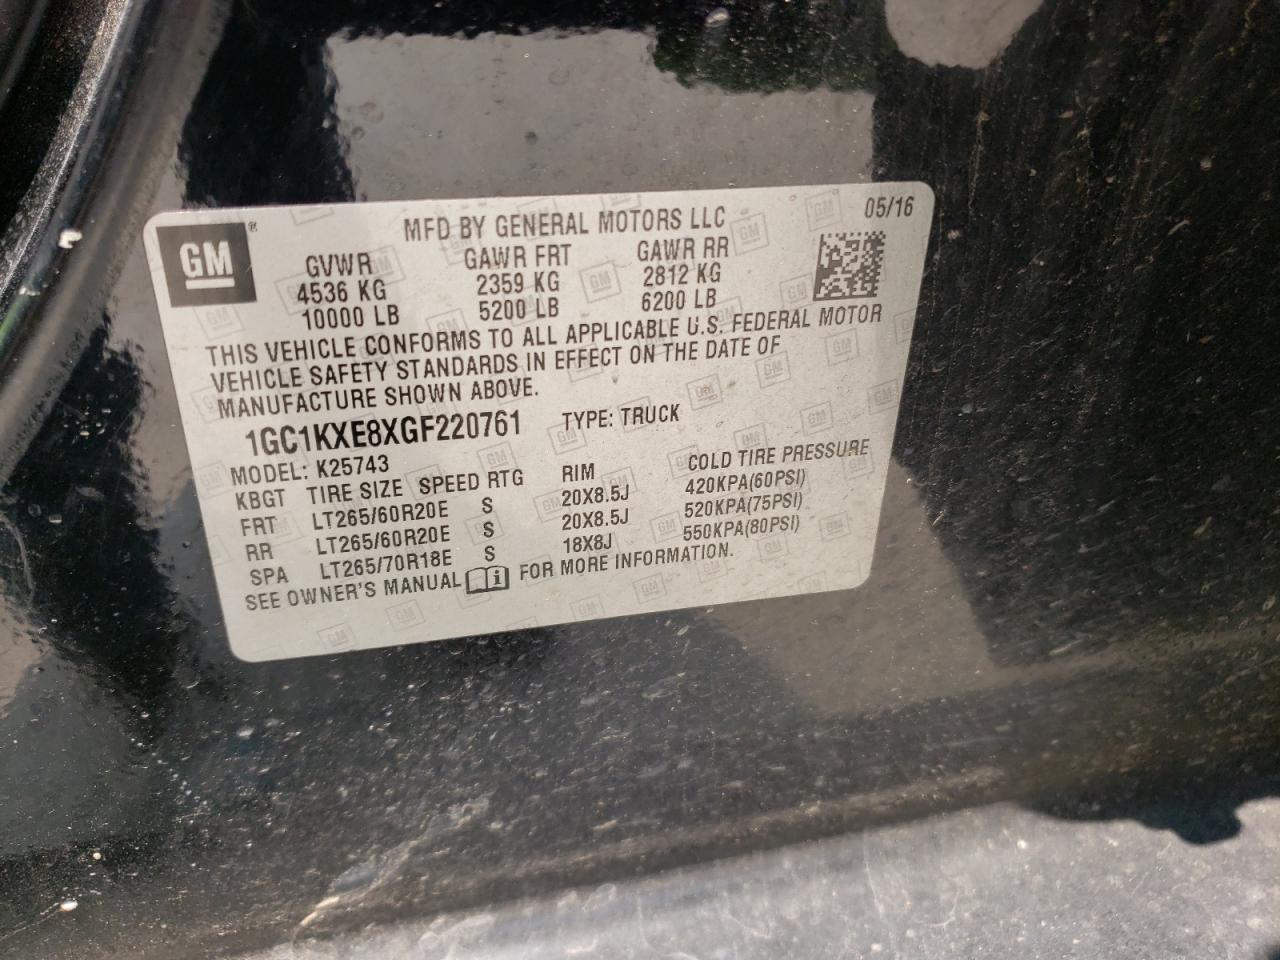 GM®
MFD BY GENERAL MOTORS LLC 05/16
GVWR GAWR FRT GAWR RR
4536 KG 2359 KG 2812 KG
10000 LB 5200 LB 6200 LB
THIS VEHICLE CONFORMS TO ALL APPLICABLE U.S. FEDERAL MOTOR
VEHICLE SAFETY STANDARDS IN EFFECT ON THE DATE OF
MANUFACTURE SHOWN ABOVE.
1GC1KXE8XGF220761 TYPE: TRUCK
MODEL: K25743
KBGT TIRE SIZE SPEED RTG RIM COLD TIRE PRESSURE
FRT LT265/60R20E S 20X8.5J 420KPA(60PSI)
RR LT265/60R20E S 20X8.5J 520KPA(75PSI)
SPA LT265/70R18E S 18X8J 550KPA(80PSI)
SEE OWNER'S MANUAL FOR MORE INFORMATION.